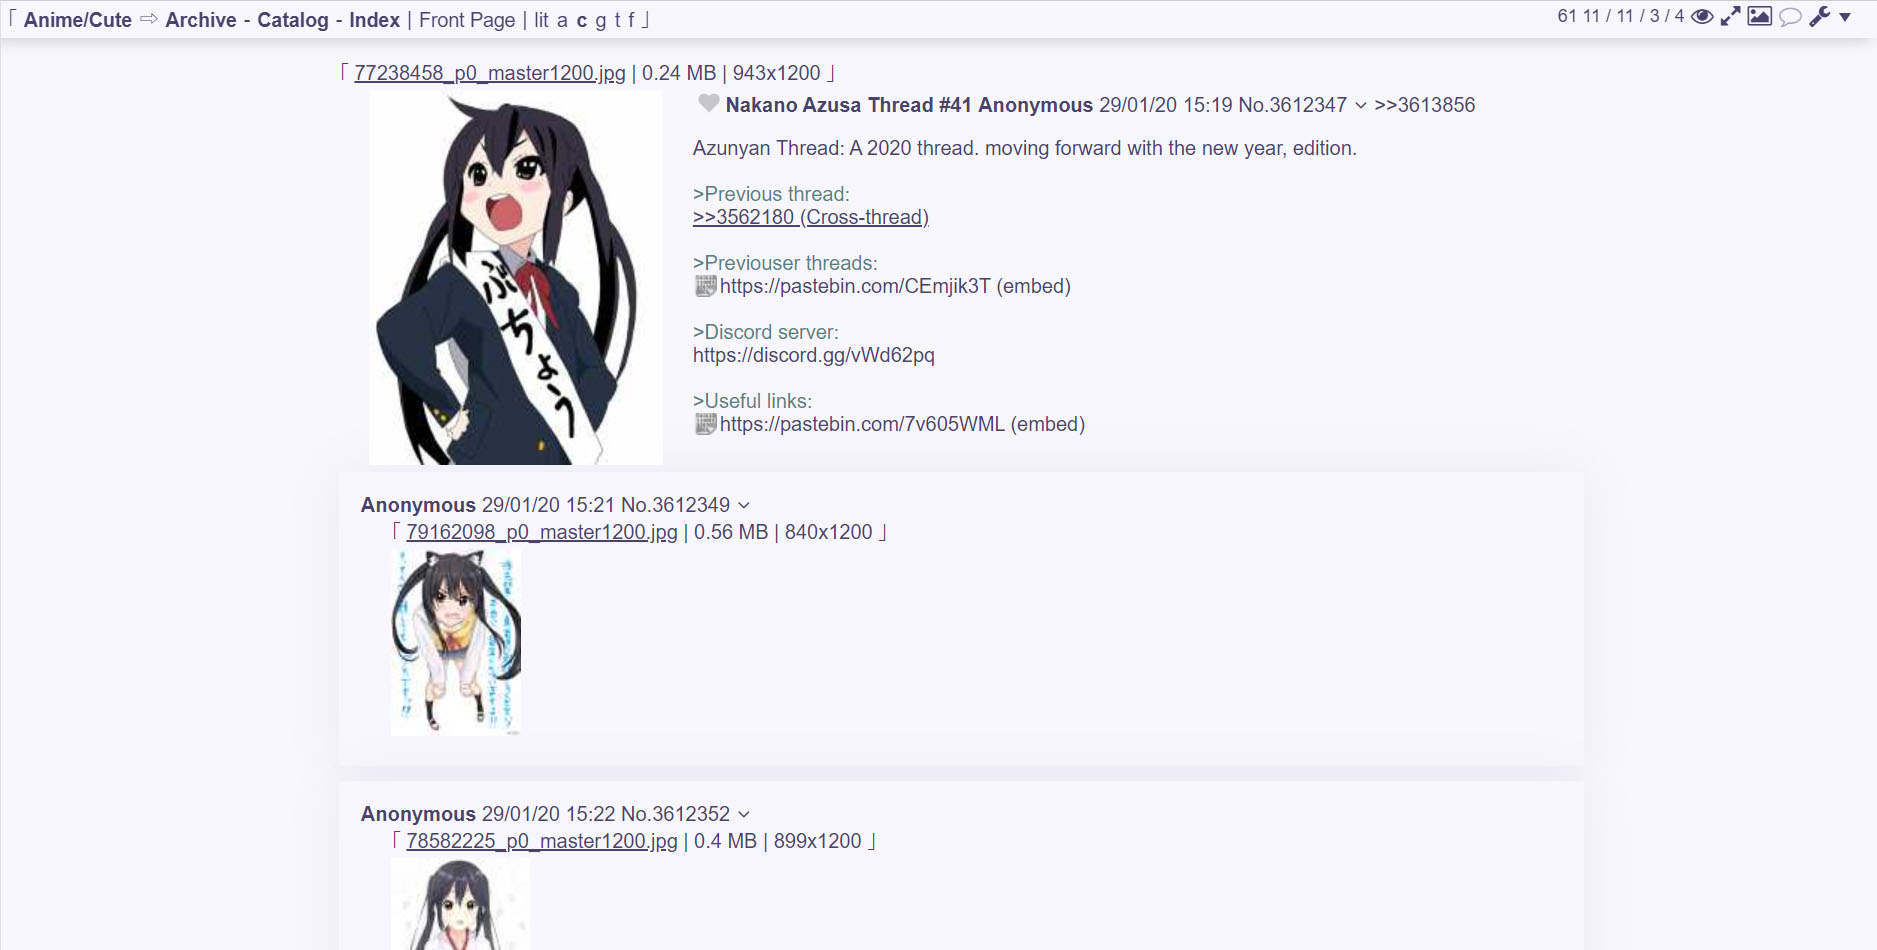 「 Anime/Cute ⇨ Archive - Catalog - Index | Front Page | lit a c g t f 」
61 11 / 11 / 3 / 4
「 77238458_p0_master1200.jpg | 0.24 MB | 943x1200 」
Nakano Azusa Thread #41 Anonymous 29/01/20 15:19 No.3612347 >>3613856
Azunyan Thread: A 2020 thread. moving forward with the new year, edition.
>Previous thread:
>>3562180 (Cross-thread)
>Previouser threads:
https://pastebin.com/CEmjik3T (embed)
>Discord server:
https://discord.gg/vWd62pq
>Useful links:
https://pastebin.com/7v605WML (embed)
ぶちょう
Anonymous 29/01/20 15:21 No.3612349
「 79162098_p0_master1200.jpg | 0.56 MB | 840x1200 」
Anonymous 29/01/20 15:22 No.3612352
「 78582225_p0_master1200.jpg | 0.4 MB | 899x1200 」